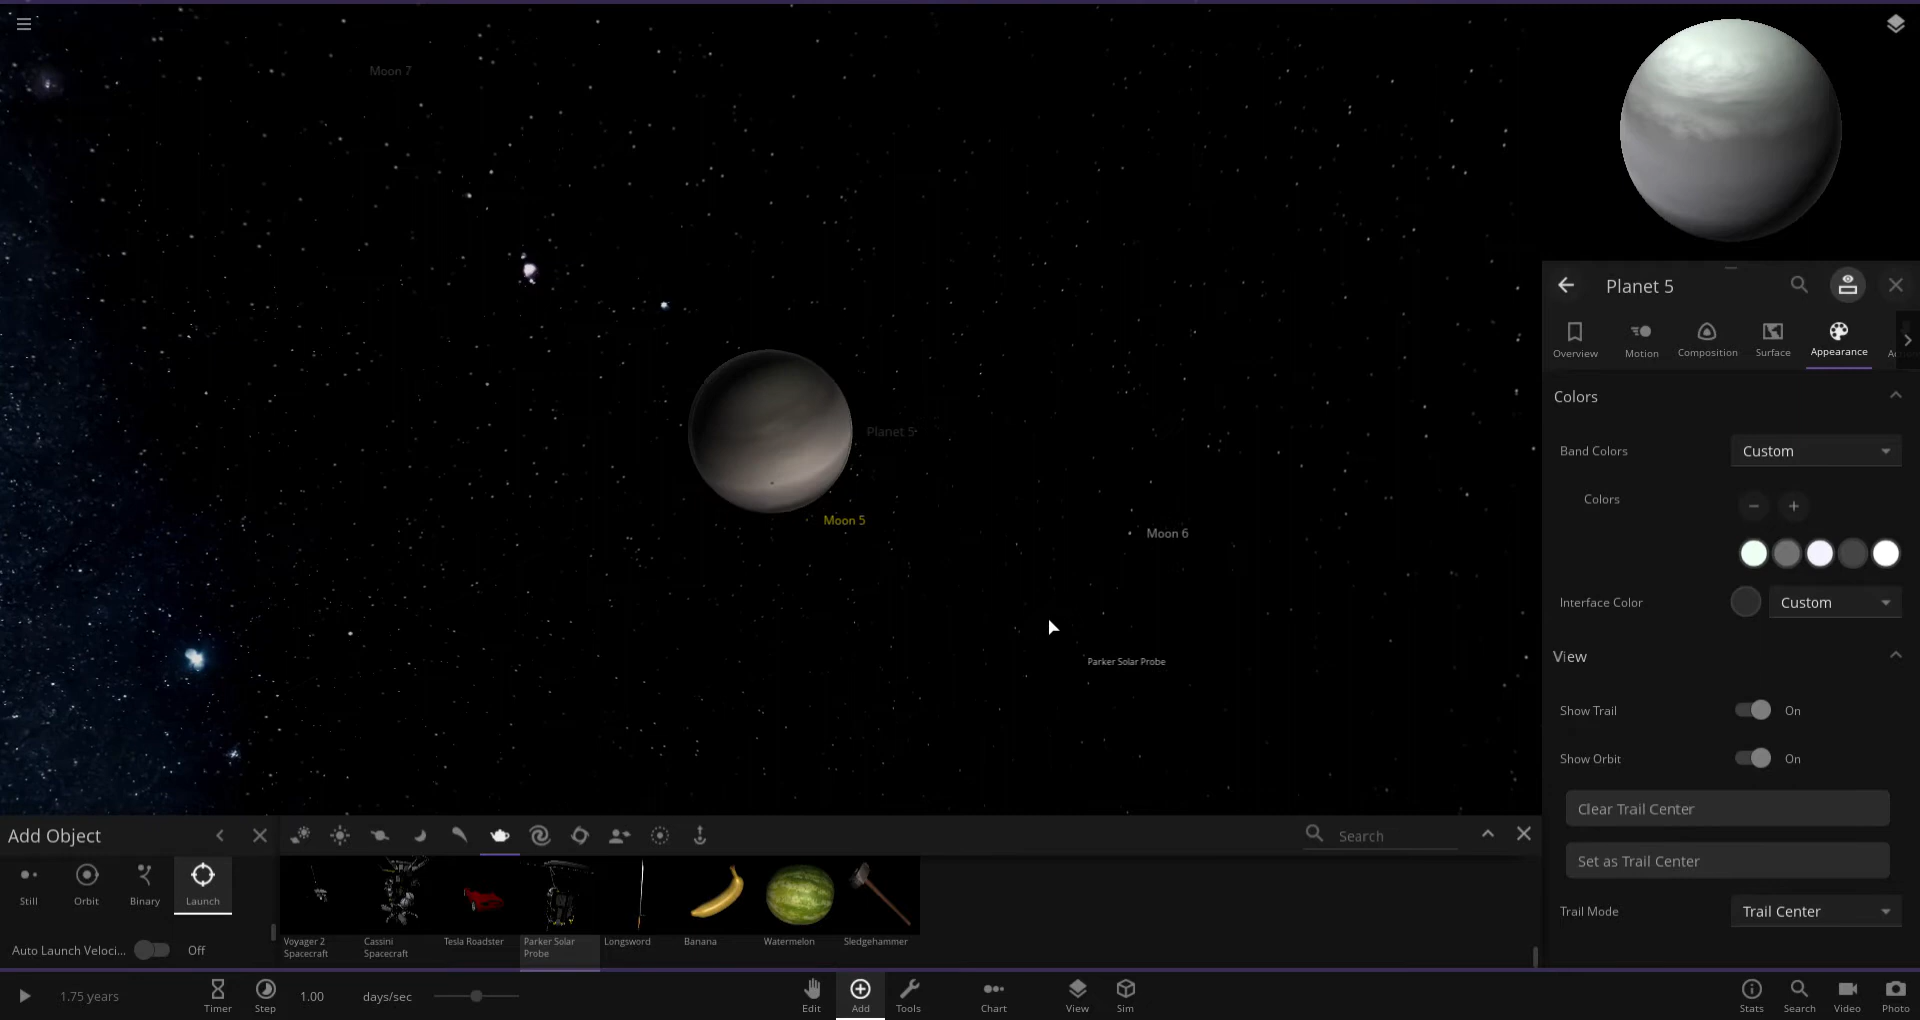 Moon 7
Planet 5
Moon 5
Moon 6
Parker Solar Probe
Planet 5
Overview
Motion
Composition
Surface
Appearance
Colors
Band Colors
Custom
Colors
Interface Color
Custom
View
Show Trail
On
Show Orbit
On
Clear Trail Center
Set as Trail Center
Trail Mode
Trail Center
Add Object
Search
Still
Orbit
Binary
Launch
Auto Launch Veloci...
Off
Voyager 2
Spacecraft
Cassini
Spacecraft
Tesla Roadster
Parker Solar
Probe
Longsword
Banana
Watermelon
Sledgehammer
1.75 years
Timer
Step
1.00
days/sec
Edit
Add
Tools
Chart
View
Sim
Stats
Search
Video
Photo